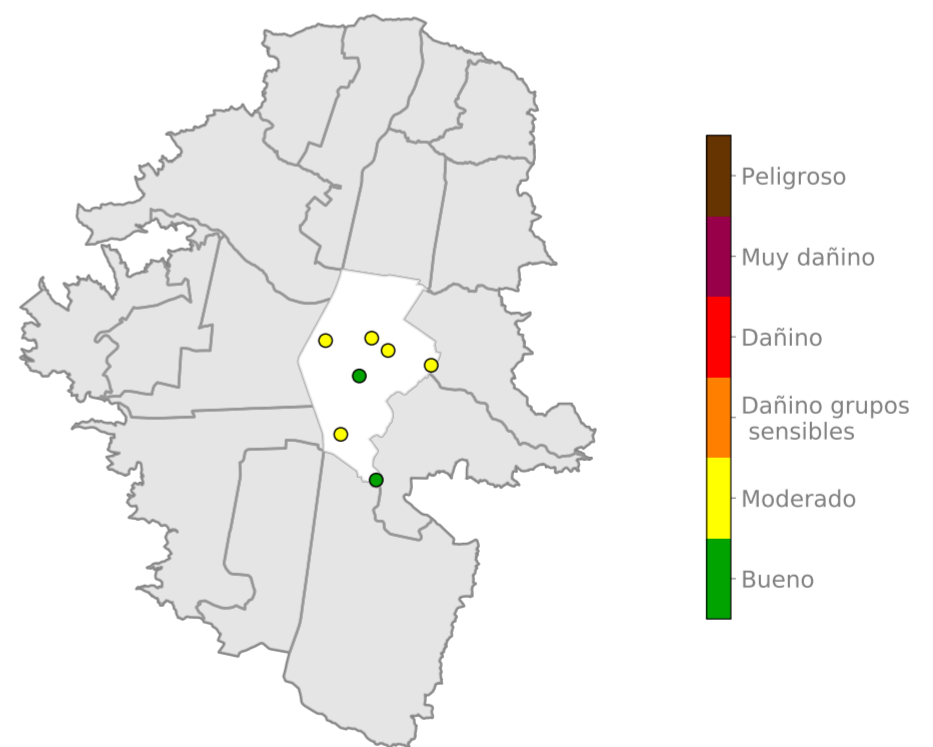 Peligroso
Muy dañino
Dañino
Dañino grupos
sensibles
Moderado
Bueno